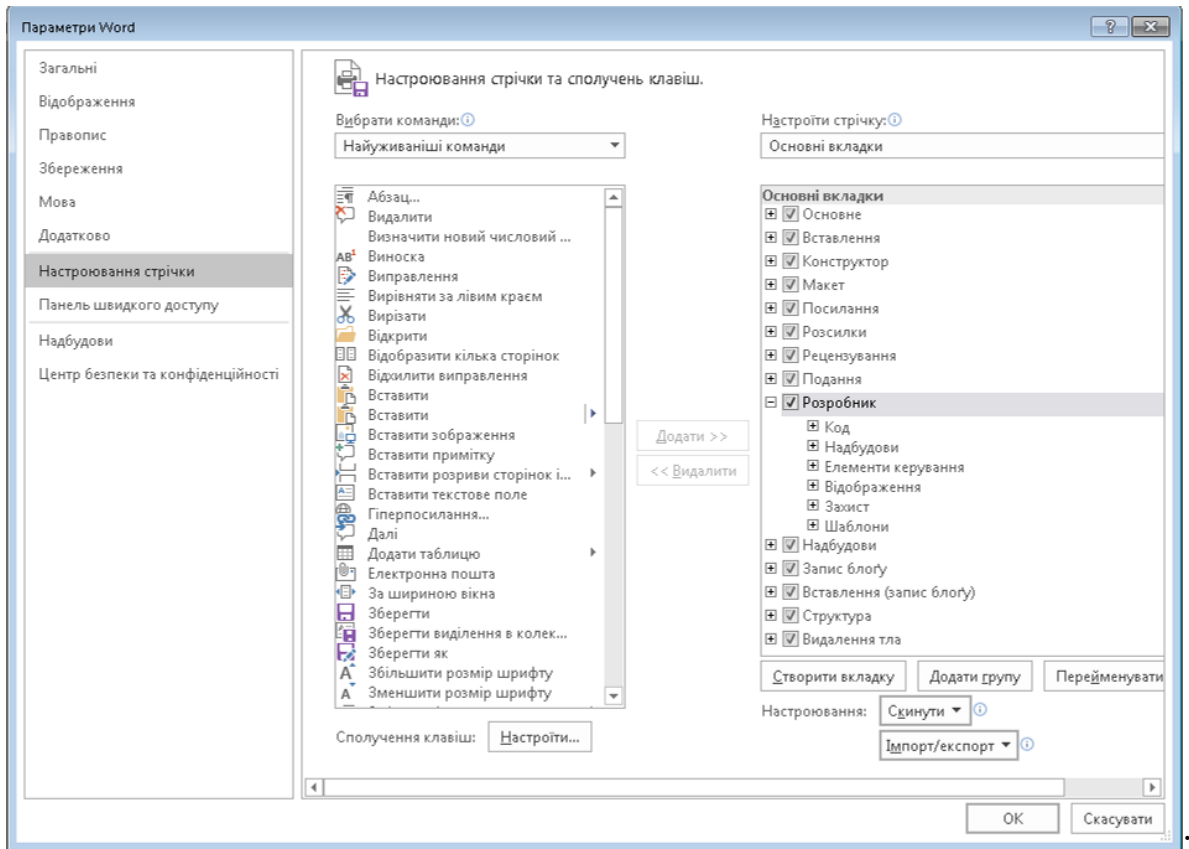 Параметри Word
Загальні
Відображення
Правопис
Збереження
Мова
Додатково
Настроювання стрічки
Панель швидкого доступу
Надбудови
Центр безпеки та конфіденційності
Настроювання стрічки та сполучень клавіш.
Вибрати команди:
Найуживаніші команди
Абзац...
Видалити
Визначити новий числовий ...
Виноска
Виправлення
Вирівняти за лівим краєм
Вирізати
Відкрити
Відобразити кілька сторінок
Відхилити виправлення
Вставити
Вставити
Вставити зображення
Вставити примітку
Вставити розриви сторінок і...
Вставити текстове поле
Гіперпосилання...
Далі
Додати таблицю
Електронна пошта
За шириною вікна
Зберегти
Зберегти виділення в колек...
Зберегти як
Збільшити розмір шрифту
Зменшити розмір шрифту
Сполучення клавіш: Настроїти...
Додати >>
<< Видалити
Настроїти стрічку:
Основні вкладки
Основні вкладки
Основне
Вставлення
Конструктор
Макет
Посилання
Розсилки
Рецензування
Подання
Розробник
Код
Надбудови
Елементи керування
Відображення
Захист
Шаблони
Надбудови
Запис блоґу
Вставлення (запис блоґу)
Структура
Видалення тла
Створити вкладку Додати групу Перейменувати
Настроювання: Скинути
Імпорт/експорт
OK Скасувати